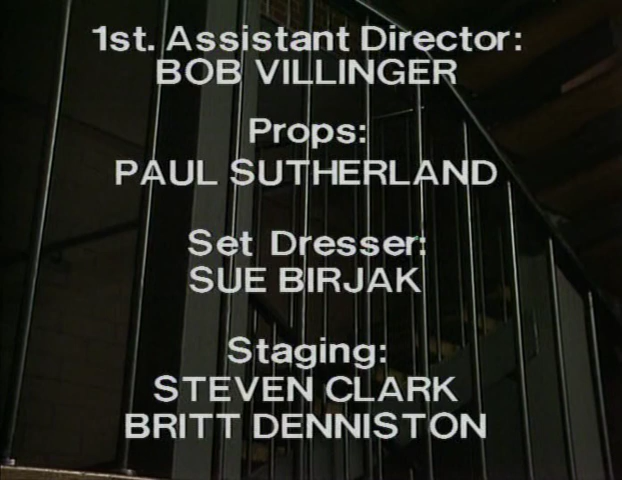 1st. Assistant Director:
BOB VILLINGER
Props:
PAUL SUTHERLAND
Set Dresser:
SUE BIRJAK
Staging:
STEVEN CLARK
BRITT DENNISTON